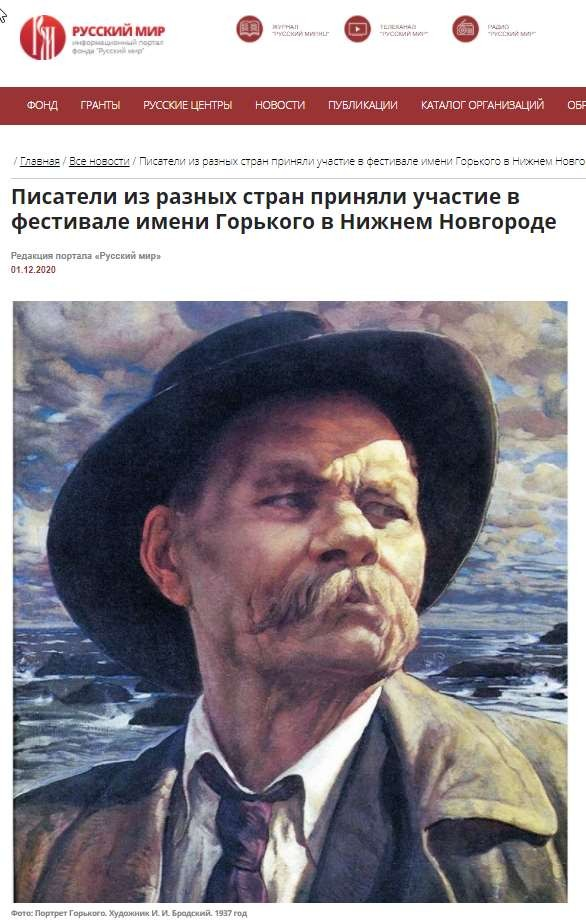 РУССКИЙ МИР
информационный портал
фонда "Русский мир"
ЖУРНАЛ
"РУССКИЙ МИР.RU"
ТЕЛЕКАНАЛ
"РУССКИЙ МИР"
РАДИО
"РУССКИЙ МИР"
ФОНД ГРАНТЫ РУССКИЕ ЦЕНТРЫ НОВОСТИ ПУБЛИКАЦИИ КАТАЛОГ ОРГАНИЗАЦИЙ ОБР
/ Главная / Все новости / Писатели из разных стран приняли участие в фестивале имени Горького в Нижнем Новго
Писатели из разных стран приняли участие в
фестивале имени Горького в Нижнем Новгороде
Редакция портала «Русский мир»
01.12.2020
Фото: Портрет Горького. Художник И. И. Бродский. 1937 год